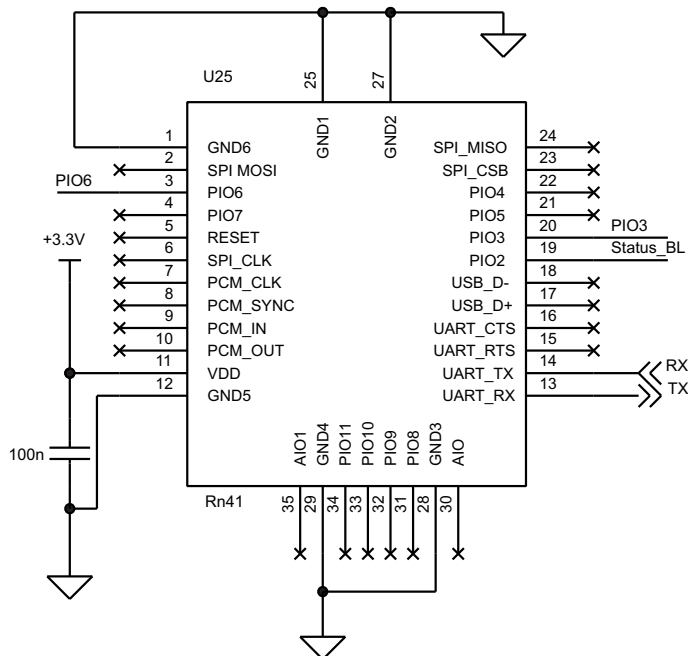 U25
25
27
GND1
GND2
1 GND6
2 SPI MOSI
PIO6 3 PIO6
4 PIO7
+3.3V 5 RESET
6 SPI_CLK
7 PCM_CLK
8 PCM_SYNC
9 PCM_IN
10 PCM_OUT
11 VDD
12 GND5
100n
SPI_MISO 24
SPI_CSB 23
PIO4 22
PIO5 21
PIO3 20 PIO3
PIO2 19 Status_BL
USB_D- 18
USB_D+ 17
UART_CTS 16
UART_RTS 15
UART_TX 14 RX
UART_RX 13 TX
AIO1
GND4
PIO11
PIO10
PIO9
PIO8
GND3
AIO
Rn41
35
29
34
33
32
31
28
30